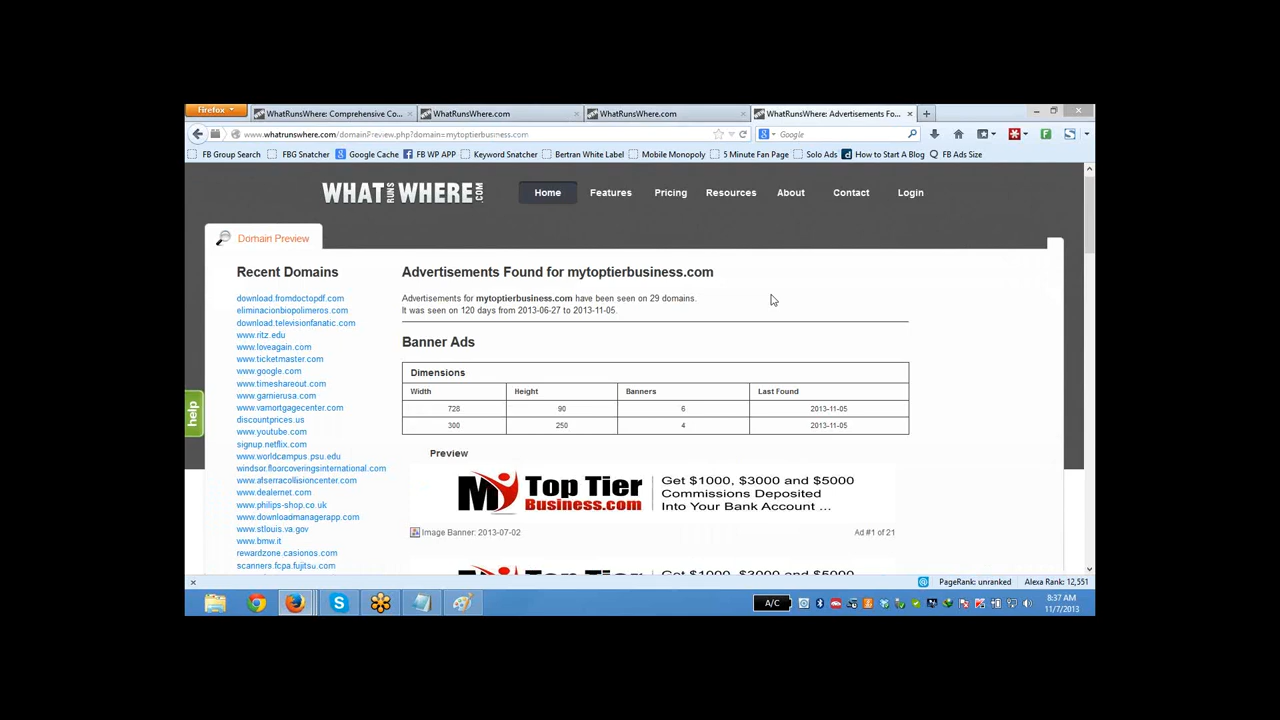 Firefox
WhatRunsWhere: Comprehensive Co...
WhatRunsWhere.com
WhatRunsWhere.com
WhatRunsWhere: Advertisements Fo...
www.whatrunswhere.com/domainPreview.php?domain=mytoptierbusiness.com
Google
FB Group Search
FBG Snatcher
Google Cache
FB WP APP
Keyword Snatcher
Bertran White Label
Mobile Monopoly
5 Minute Fan Page
Solo Ads
How to Start A Blog
FB Ads Size
WHAT RUNS WHERE .COM
Home Features Pricing Resources About Contact Login
Domain Preview
Recent Domains
download.fromdoctopdf.com
eliminacionbiopolimeros.com
download.televisionfanatic.com
www.ritz.edu
www.loveagain.com
www.ticketmaster.com
www.google.com
www.timeshareout.com
www.garnierusa.com
www.vamortgagecenter.com
discountprices.us
www.youtube.com
signup.netflix.com
www.worldcampus.psu.edu
windsor.floorcoveringsinternational.com
www.afserracollisioncenter.com
www.dealernet.com
www.philips-shop.co.uk
www.downloadmanagerapp.com
www.stlouis.va.gov
www.bmw.it
rewardzone.casionos.com
scanners.fcpa.fujitsu.com
help
Advertisements Found for mytoptierbusiness.com
Advertisements for mytoptierbusiness.com have been seen on 29 domains.
It was seen on 120 days from 2013-06-27 to 2013-11-05.
Banner Ads
Dimensions
Width Height Banners Last Found
728 90 6 2013-11-05
300 250 4 2013-11-05
Preview
My Top Tier Business.com
Get $1000, $3000 and $5000
Commissions Deposited
Into Your Bank Account ...
Image Banner: 2013-07-02
Ad #1 of 21
Top Tier
Get $1000, $3000 and $5000
PageRank: unranked
Alexa Rank: 12,551
A/C
8:37 AM
11/7/2013